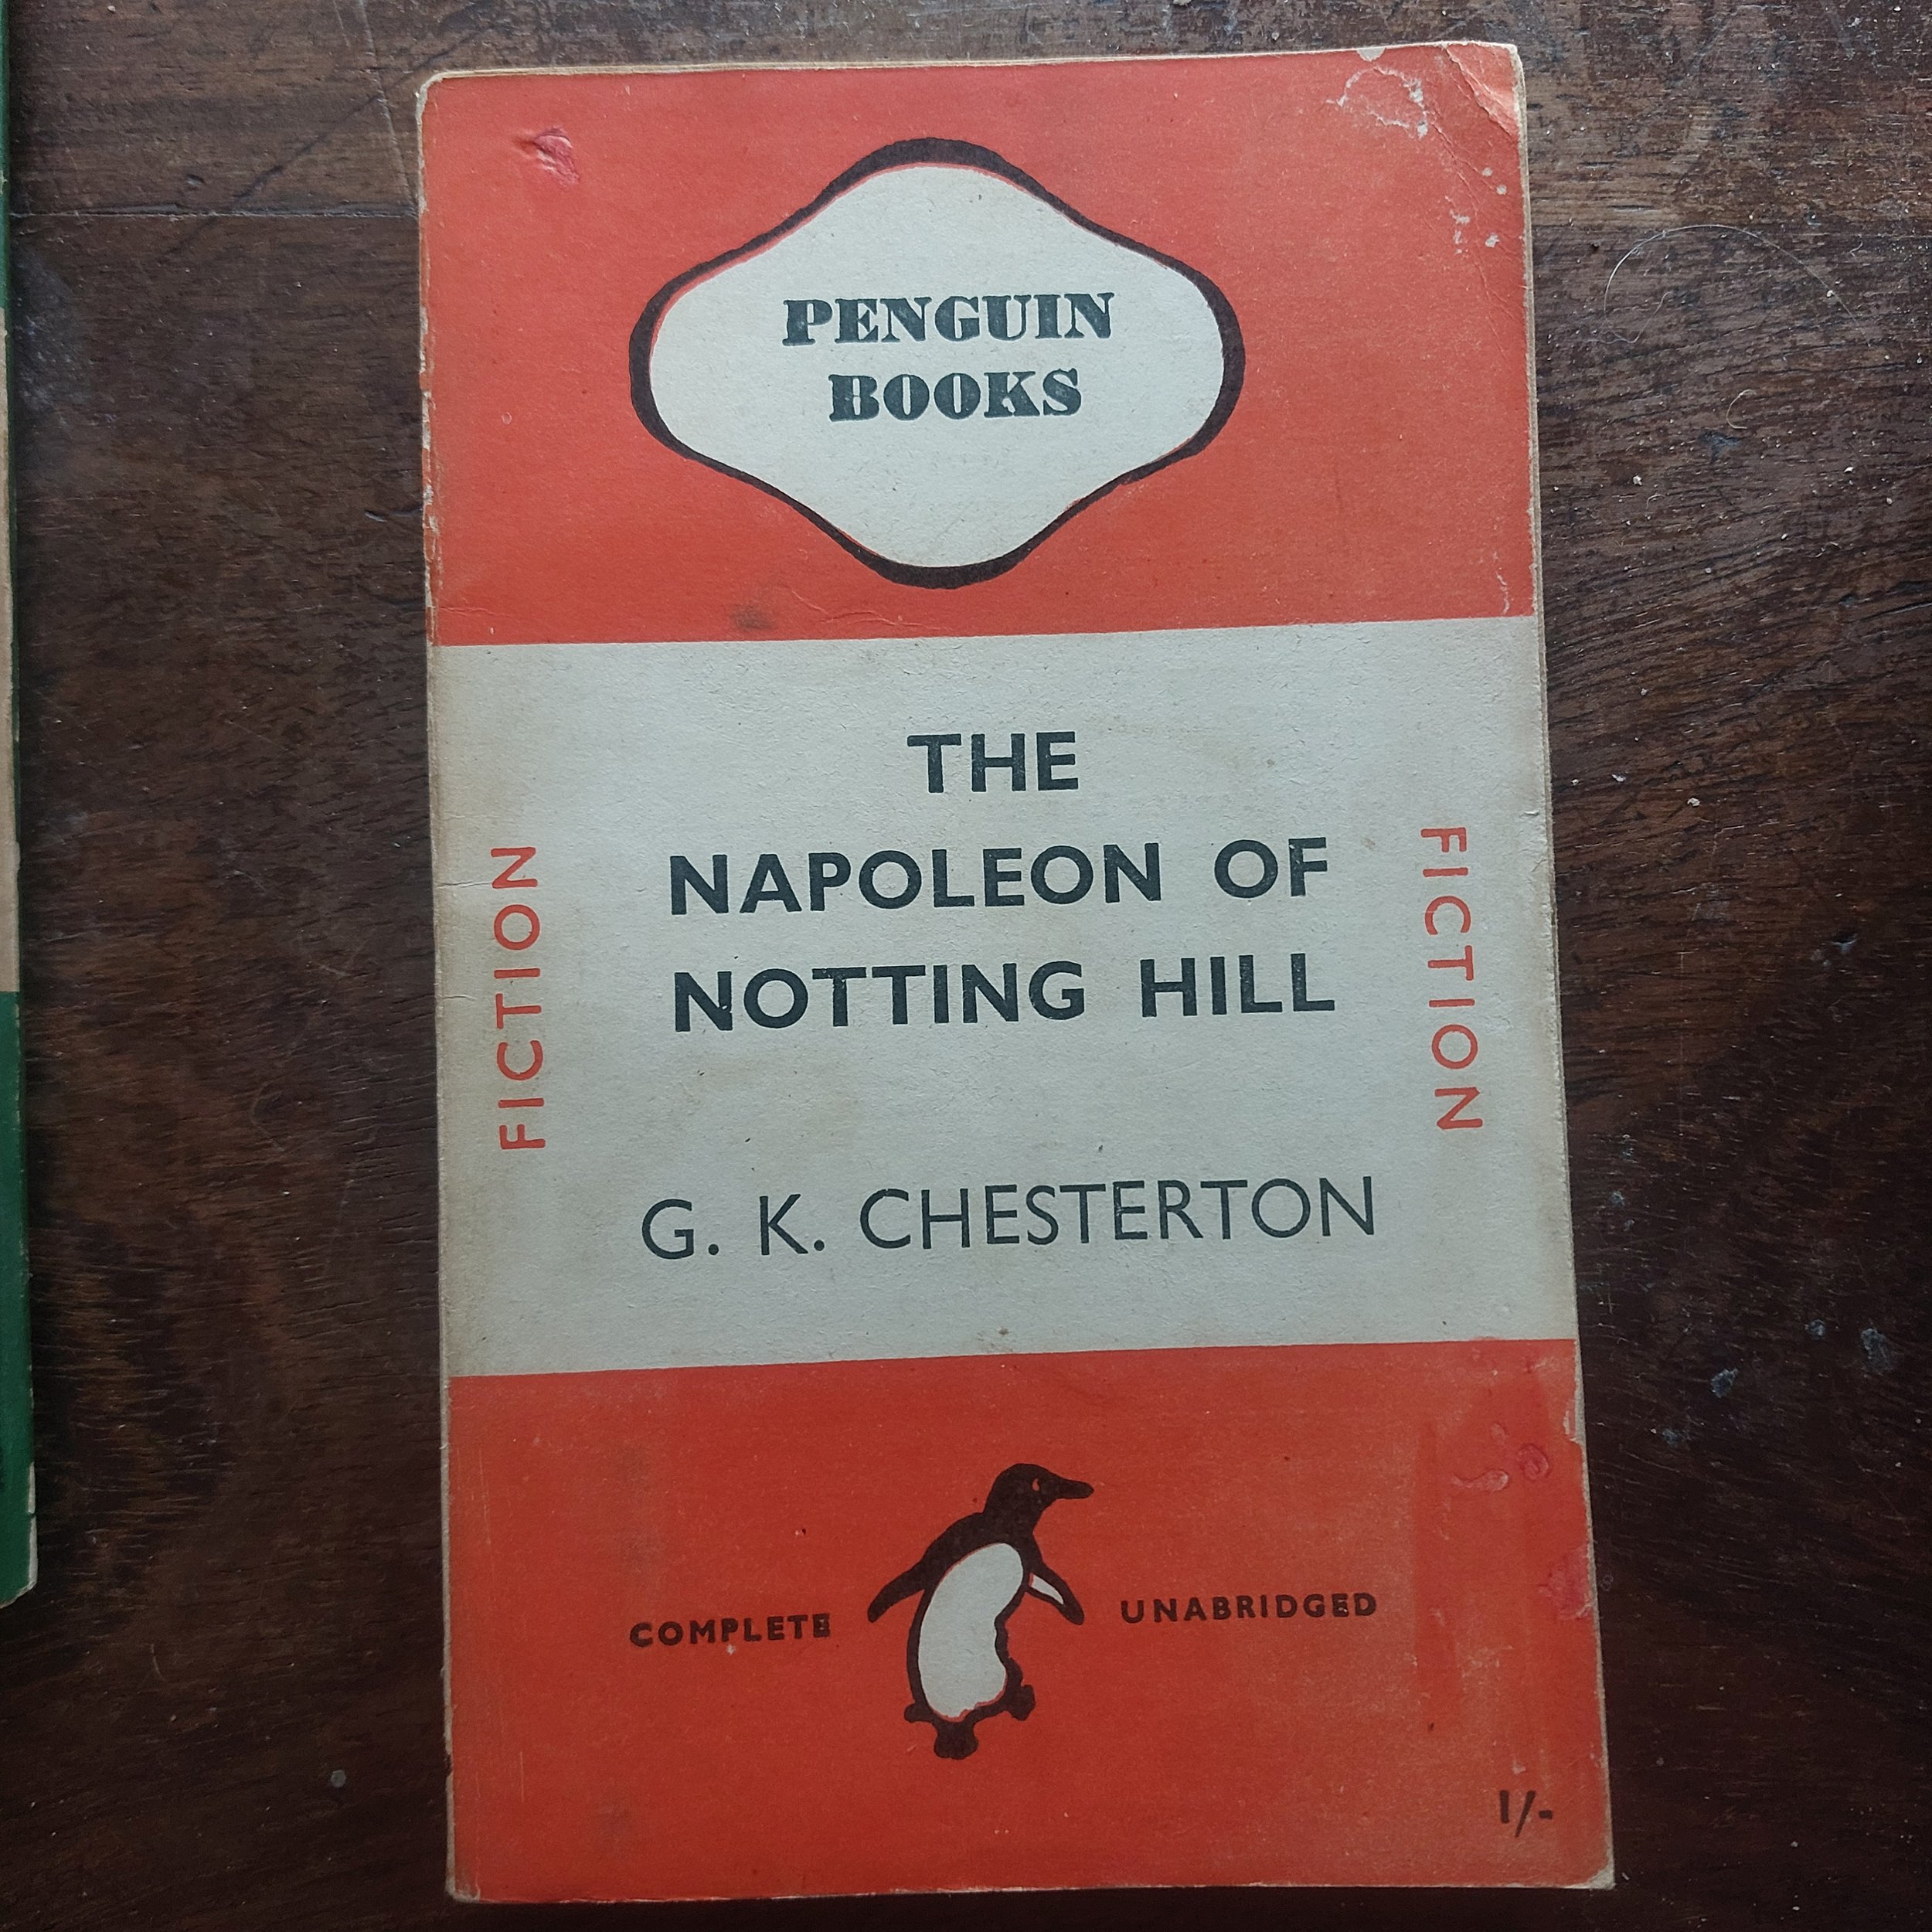 PENGUIN
BOOKS
THE
NAPOLEON OF
NOTTING HILL
FICTION
FICTION
G. K. CHESTERTON
COMPLETE
UNABRIDGED
1/-